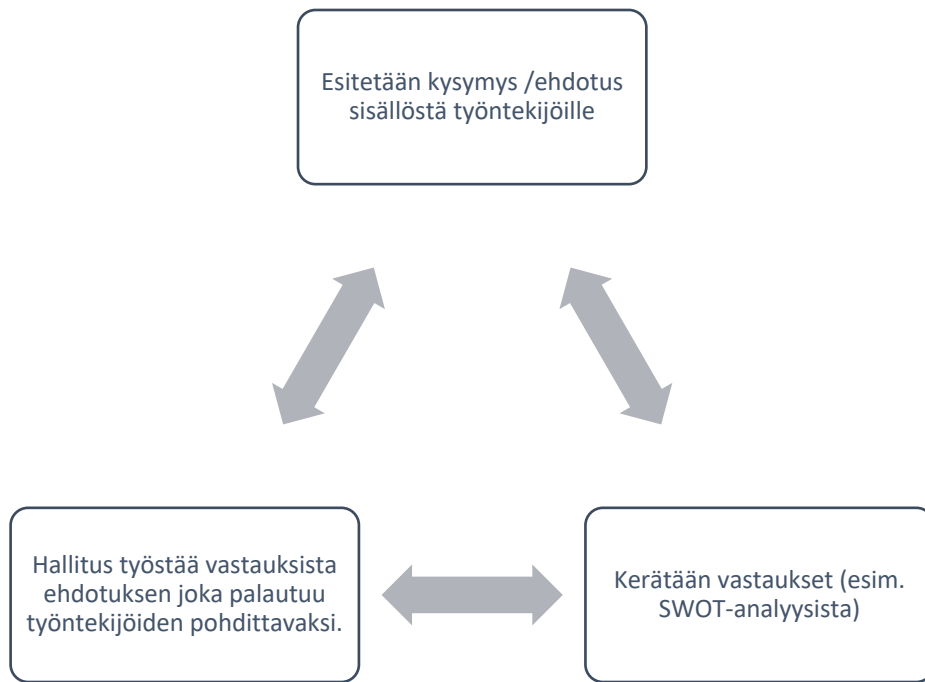 Esitetään kysymys /ehdotus
sisällöstä työntekijöille
Hallitus työstää vastauksista
ehdotuksen joka palautuu
työntekijöiden pohdittavaksi.
Kerätään vastaukset (esim.
SWOT-analyysista)